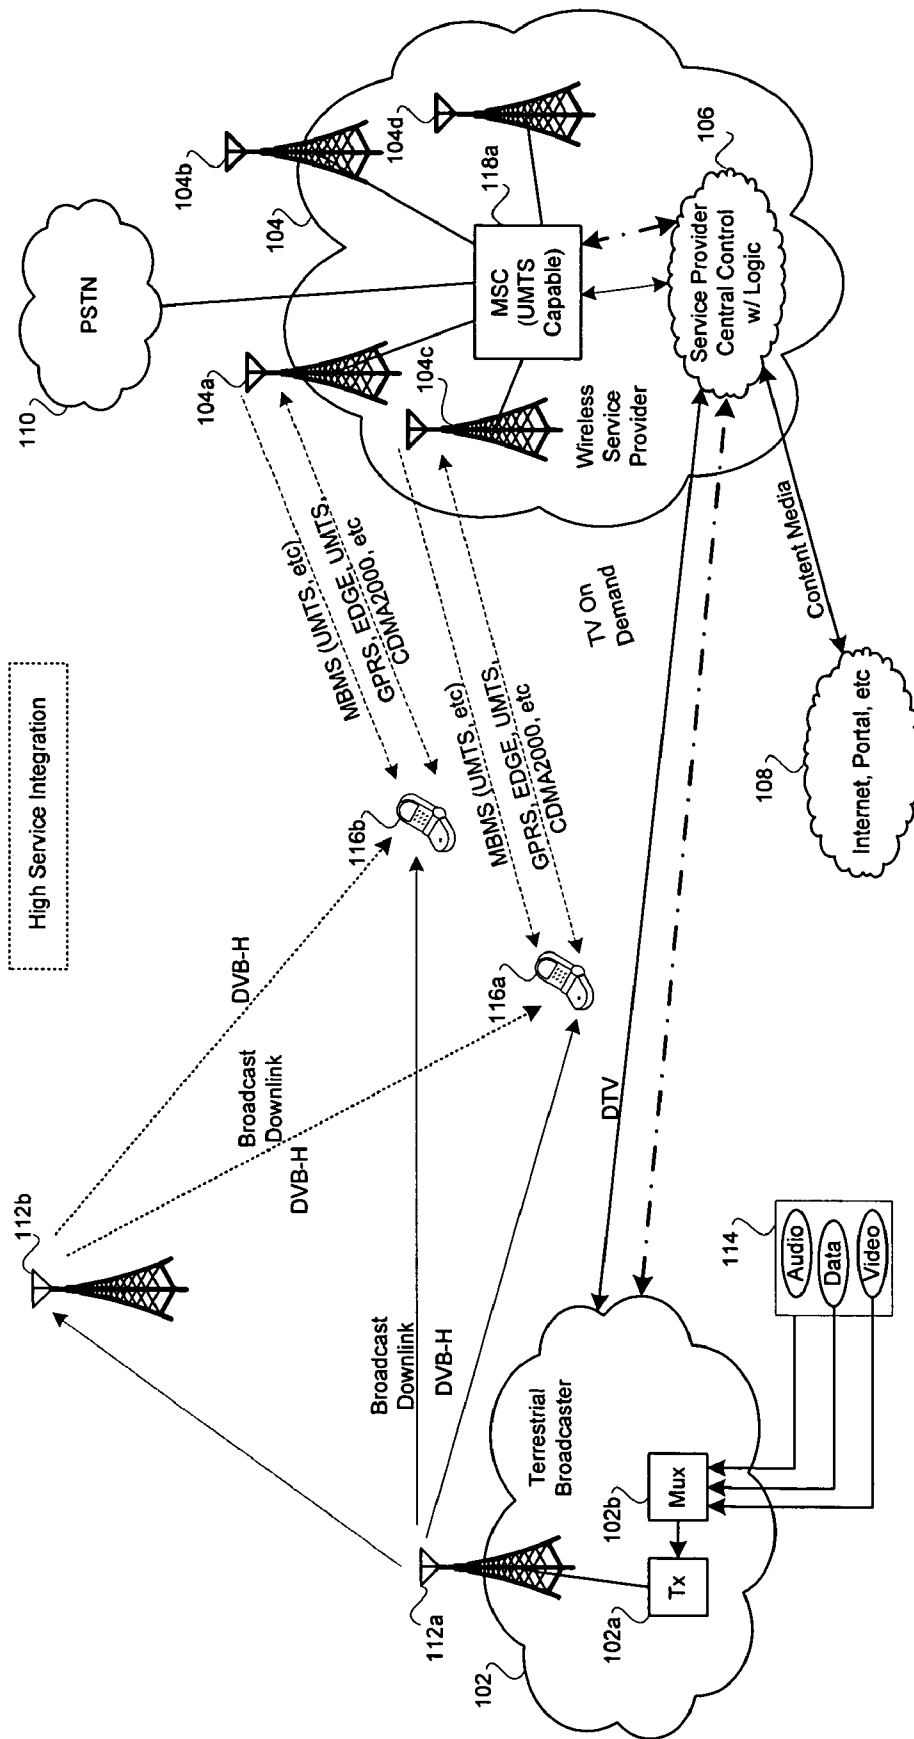 High Service Integration
112b
DVB-H
Broadcast
Downlink
DVB-H
Broadcast
Downlink
DVB-H
112a
102
Terrestrial
Broadcaster
102a
Tx
102b
Mux
114
Audio
Data
Video
116b
116a
MBMS (UMTS, etc)
GPRS, EDGE, UMTS,
CDMA2000, etc
MBMS (UMTS, etc)
GPRS, EDGE, UMTS,
CDMA2000, etc
TV On
Demand
DTV
110
PSTN
104a
104b
104
104c
104d
118a
MSC
(UMTS
Capable)
Wireless
Service
Provider
106
Service Provider
Central Control
w/ Logic
Content Media
108
Internet, Portal, etc